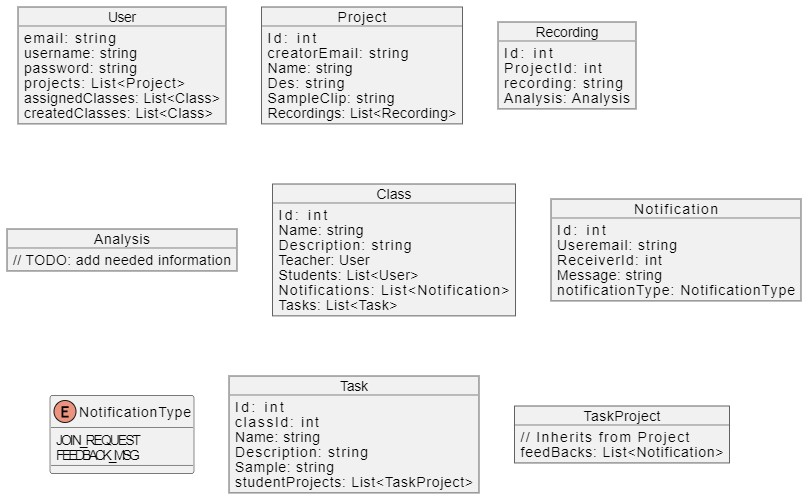 User
email: string
username: string
password: string
projects: List<Project>
assignedClasses: List<Class>
createdClasses: List<Class>
Project
Id: int
creatorEmail: string
Name: string
Des: string
SampleClip: string
Recordings: List<Recording>
Recording
Id: int
ProjectId: int
recording: string
Analysis: Analysis
Analysis
// TODO: add needed information
Class
Id: int
Name: string
Description: string
Teacher: User
Students: List<User>
Notifications: List<Notification>
Tasks: List<Task>
Notification
Id: int
Useremail: string
ReceiverId: int
Message: string
notificationType: NotificationType
E NotificationType
JOIN_REQUEST
FEEDBACK_MSG
Task
Id: int
classId: int
Name: string
Description: string
Sample: string
studentProjects: List<TaskProject>
TaskProject
// Inherits from Project
feedBacks: List<Notification>